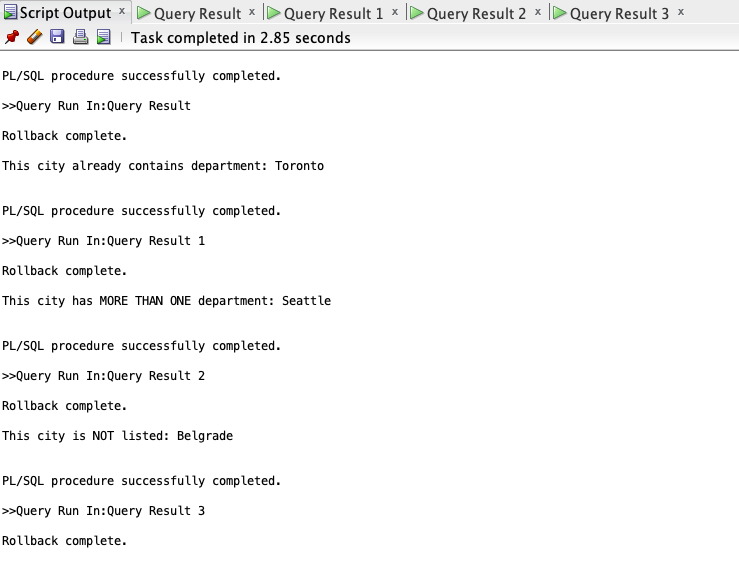 Script Output x Query Result x Query Result 1 x Query Result 2 x Query Result 3 x
Task completed in 2.85 seconds
PL/SQL procedure successfully completed.
>>Query Run In:Query Result
Rollback complete.
This city already contains department: Toronto
PL/SQL procedure successfully completed.
>>Query Run In:Query Result 1
Rollback complete.
This city has MORE THAN ONE department: Seattle
PL/SQL procedure successfully completed.
>>Query Run In:Query Result 2
Rollback complete.
This city is NOT listed: Belgrade
PL/SQL procedure successfully completed.
>>Query Run In:Query Result 3
Rollback complete.